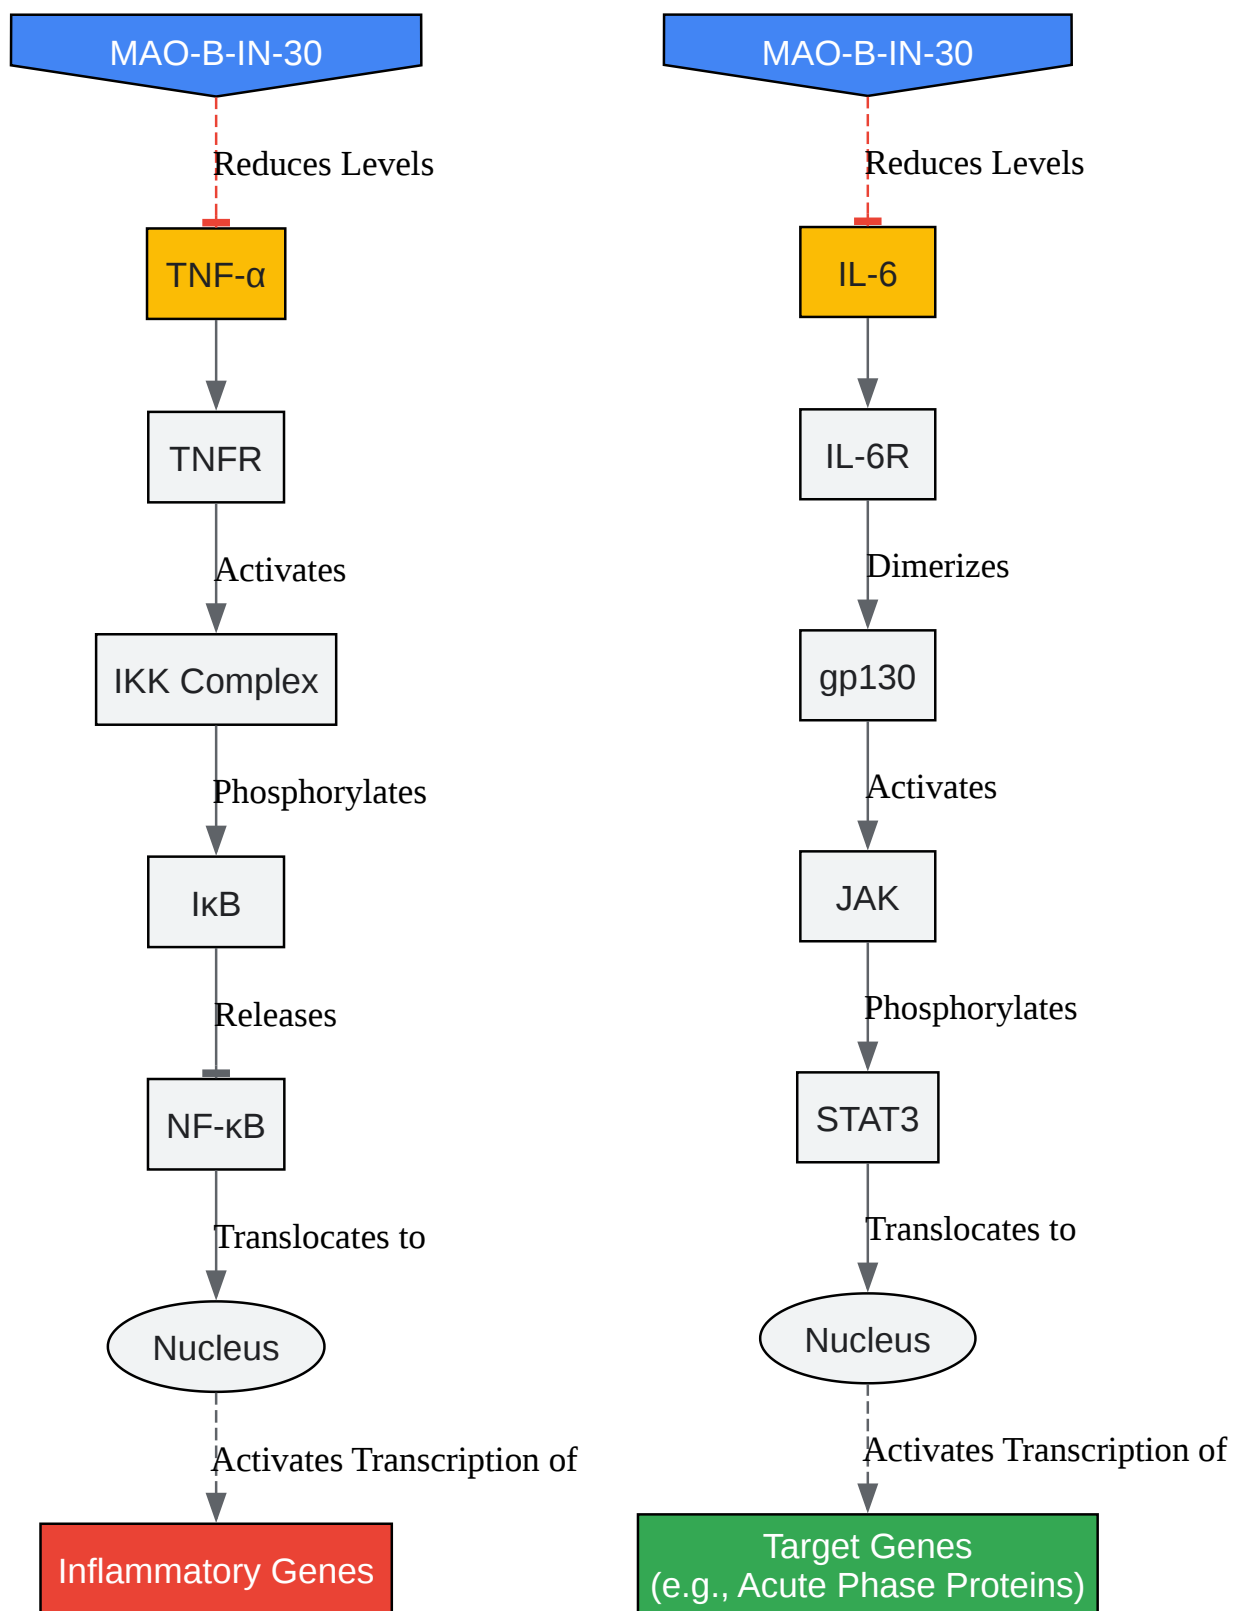 MAO-B-IN-30
Reduces Levels
TNF-α
TNFR
Activates
IKK Complex
Phosphorylates
IκB
Releases
NF-κB
Translocates to
Nucleus
Activates Transcription of
Inflammatory Genes
MAO-B-IN-30
Reduces Levels
IL-6
IL-6R
Dimerizes
gp130
Activates
JAK
Phosphorylates
STAT3
Translocates to
Nucleus
Activates Transcription of
Target Genes
(e.g., Acute Phase Proteins)